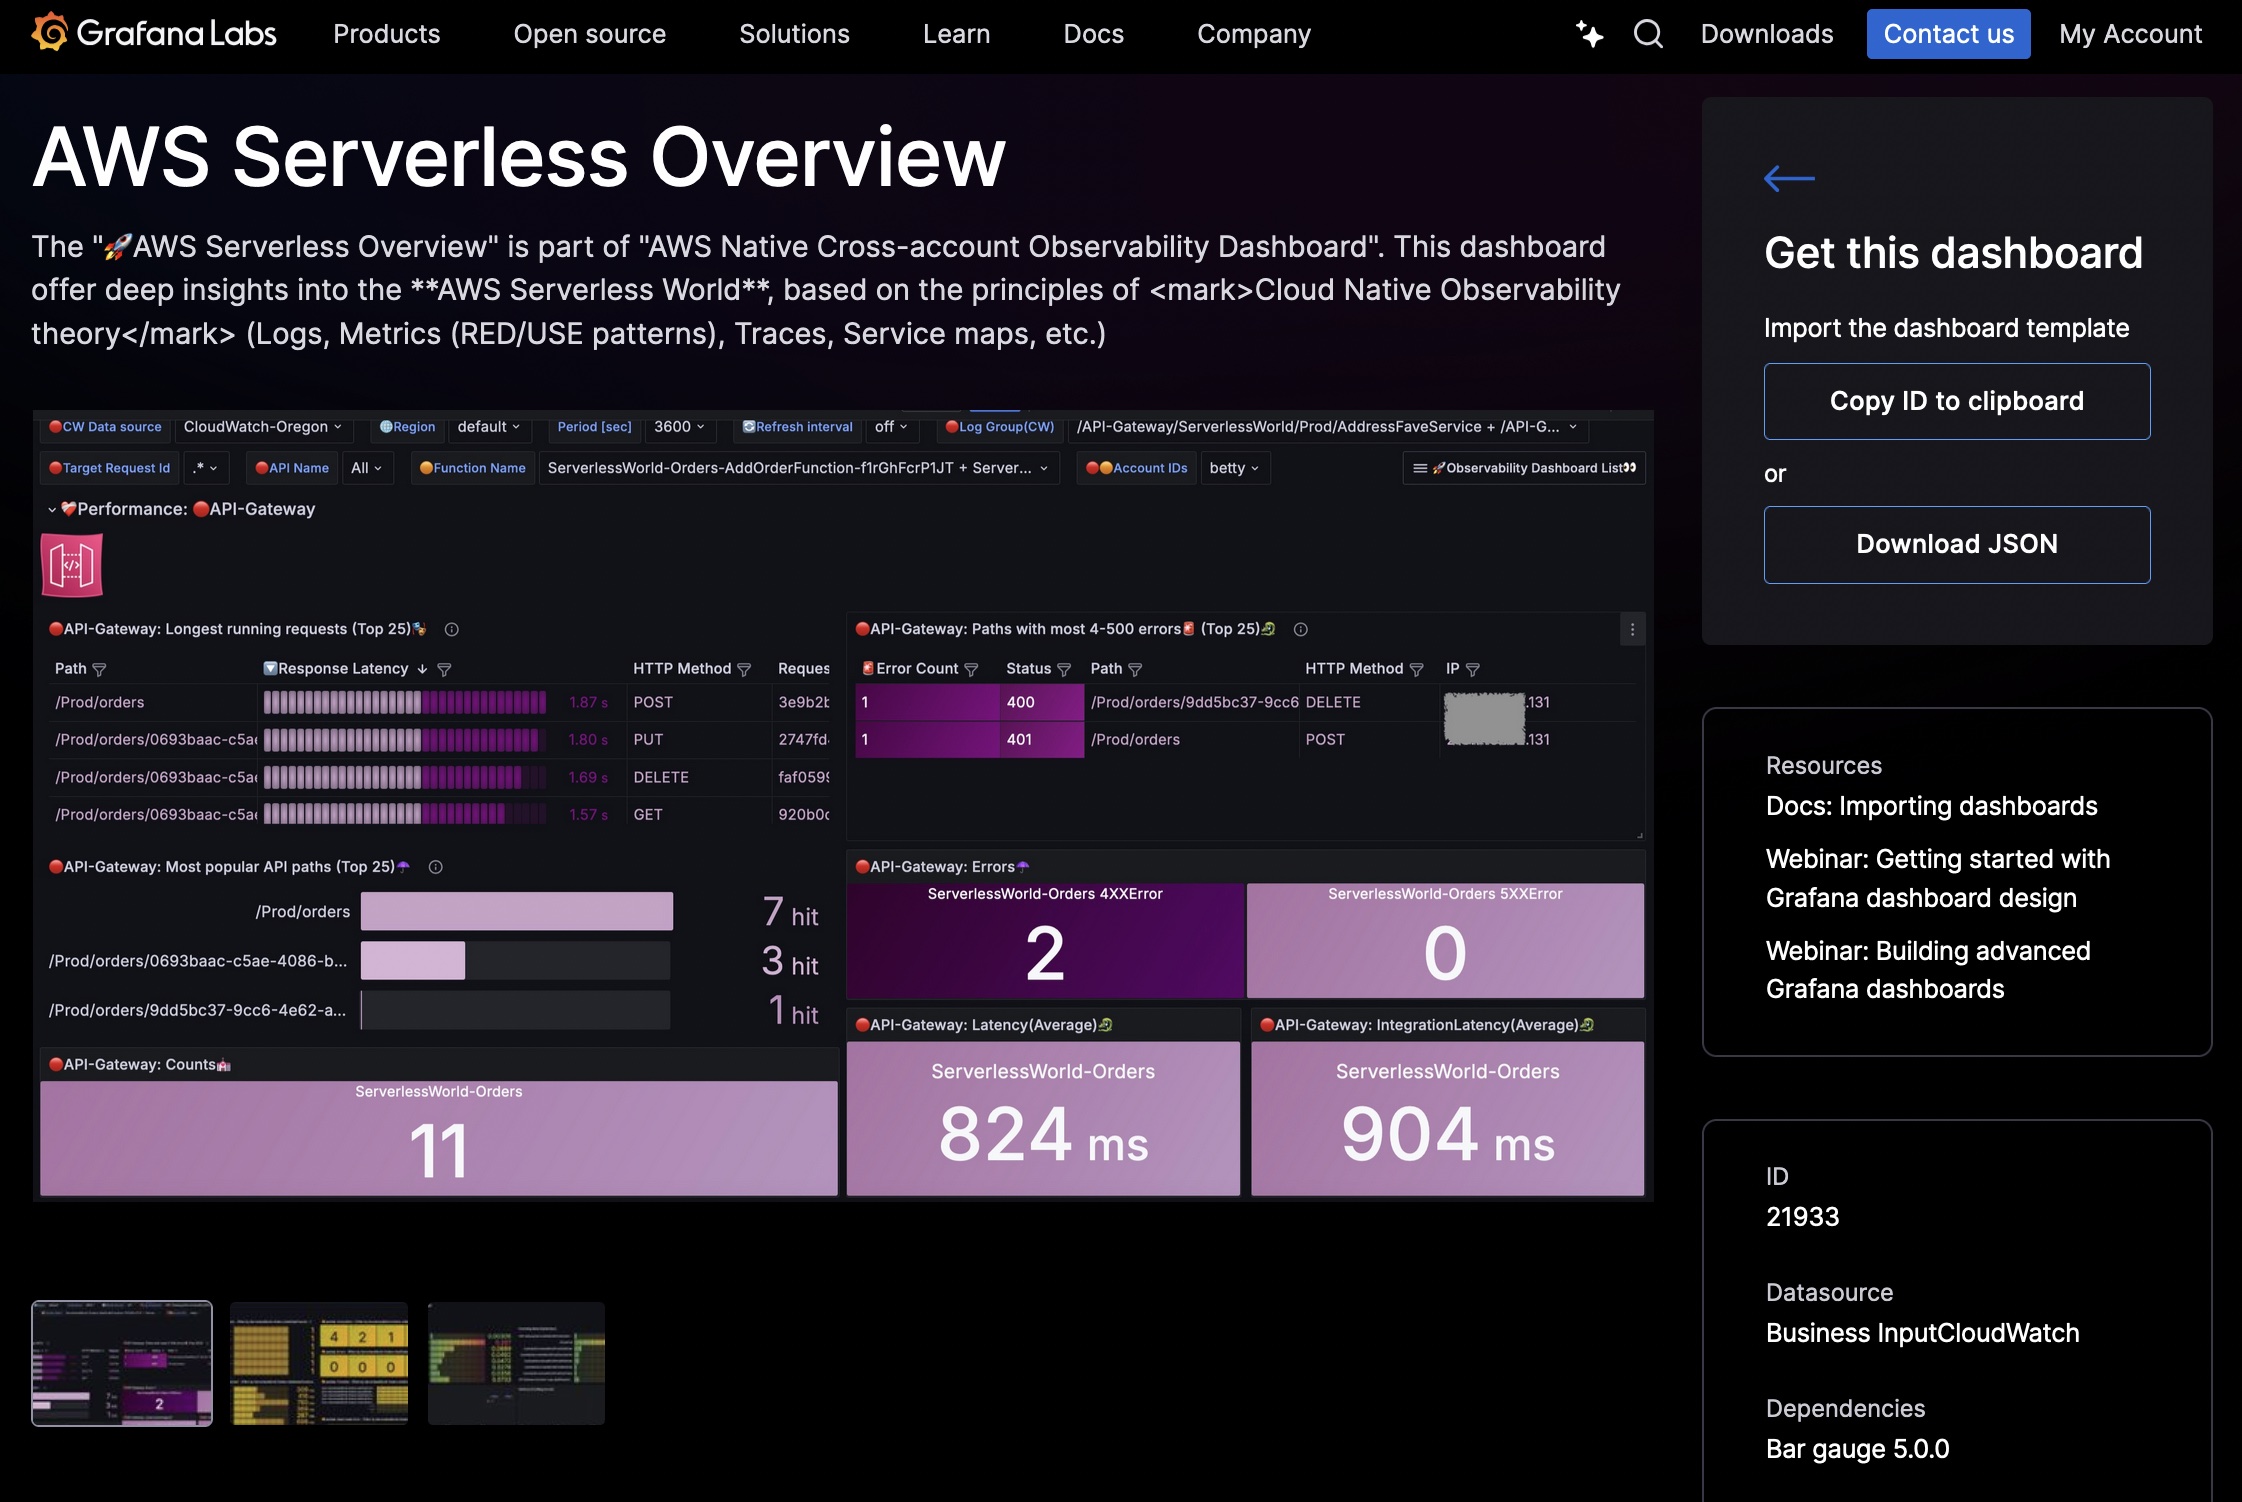 Grafana Labs
Products
Open source
Solutions
Learn
Docs
Company
Downloads
Contact us
My Account
AWS Serverless Overview
The "🚀AWS Serverless Overview" is part of "AWS Native Cross-account Observability Dashboard". This dashboard
offer deep insights into the **AWS Serverless World**, based on the principles of <mark>Cloud Native Observability
theory</mark> (Logs, Metrics (RED/USE patterns), Traces, Service maps, etc.)
CW Data source CloudWatch-Oregon Region default Period [sec] 3600 Refresh interval off Log Group(CW) /API-Gateway/ServerlessWorld/Prod/AddressFaveService + /API-G...
Target Request Id .* API Name All Function Name ServerlessWorld-Orders-AddOrderFunction-f1rGhFcrP1JT + Server... Account IDs betty 🚀Observability Dashboard List👀
Performance: 🔴API-Gateway
🔴API-Gateway: Longest running requests (Top 25)
Path Response Latency HTTP Method Reques
/Prod/orders 1.87 s POST 3e9b2b
/Prod/orders/0693baac-c5ae 1.80 s PUT 2747fd
/Prod/orders/0693baac-c5ae 1.69 s DELETE faf0599
/Prod/orders/0693baac-c5ae 1.57 s GET 920b0c
🔴API-Gateway: Paths with most 4-500 errors🚨 (Top 25)🐉
Error Count Status Path HTTP Method IP
1 400 /Prod/orders/9dd5bc37-9cc6 DELETE .131
1 401 /Prod/orders POST .131
🔴API-Gateway: Most popular API paths (Top 25)☂
/Prod/orders 7 hit
/Prod/orders/0693baac-c5ae-4086-b... 3 hit
/Prod/orders/9dd5bc37-9cc6-4e62-a... 1 hit
🔴API-Gateway: Errors☂
ServerlessWorld-Orders 4XXError
2
ServerlessWorld-Orders 5XXError
0
🔴API-Gateway: Counts
ServerlessWorld-Orders
11
🔴API-Gateway: Latency(Average)🐉
ServerlessWorld-Orders
824 ms
🔴API-Gateway: IntegrationLatency(Average)🐉
ServerlessWorld-Orders
904 ms
4 2 1
0 0 0
2
Get this dashboard
Import the dashboard template
Copy ID to clipboard
or
Download JSON
Resources
Docs: Importing dashboards
Webinar: Getting started with
Grafana dashboard design
Webinar: Building advanced
Grafana dashboards
ID
21933
Datasource
Business InputCloudWatch
Dependencies
Bar gauge 5.0.0